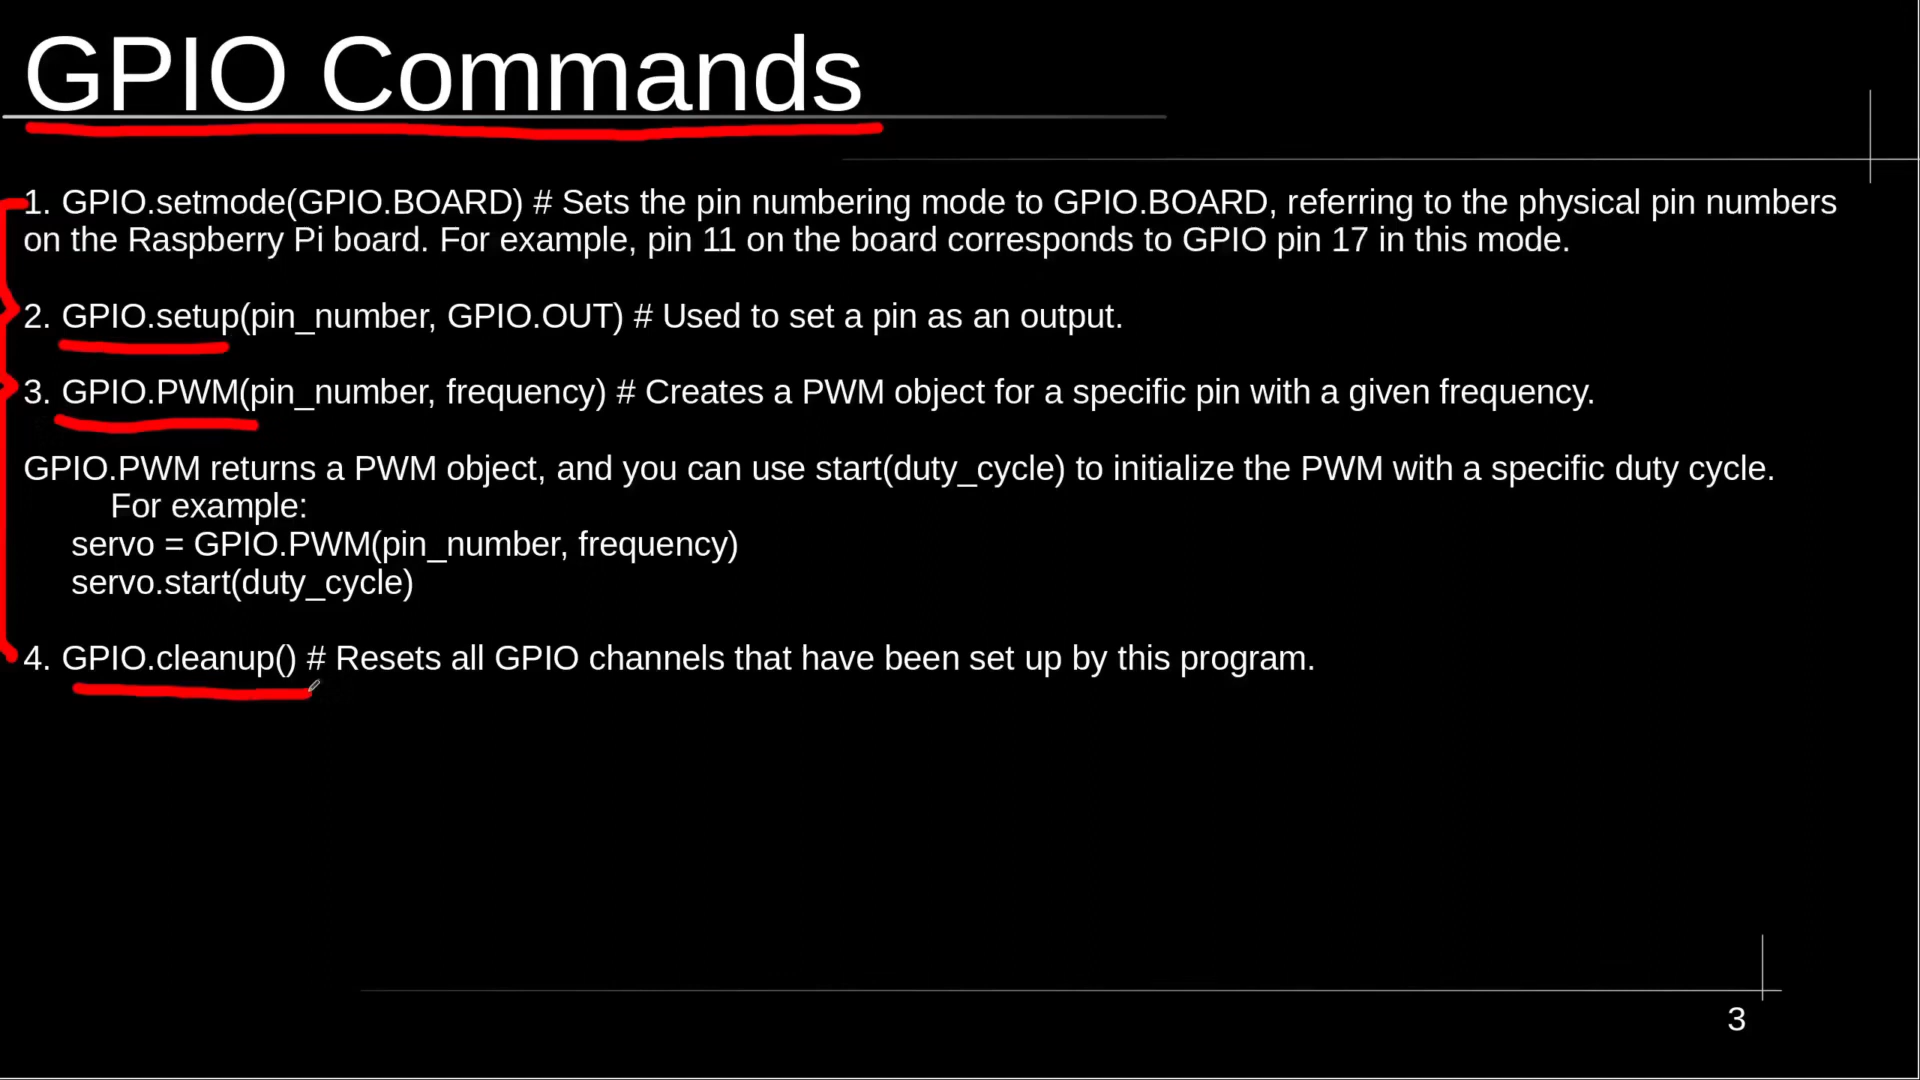 GPIO Commands
1. GPIO.setmode(GPIO.BOARD) # Sets the pin numbering mode to GPIO.BOARD, referring to the physical pin numbers
on the Raspberry Pi board. For example, pin 11 on the board corresponds to GPIO pin 17 in this mode.
2. GPIO.setup(pin_number, GPIO.OUT) # Used to set a pin as an output.
3. GPIO.PWM(pin_number, frequency) # Creates a PWM object for a specific pin with a given frequency.
GPIO.PWM returns a PWM object, and you can use start(duty_cycle) to initialize the PWM with a specific duty cycle.
For example:
servo = GPIO.PWM(pin_number, frequency)
servo.start(duty_cycle)
4. GPIO.cleanup() # Resets all GPIO channels that have been set up by this program.
3